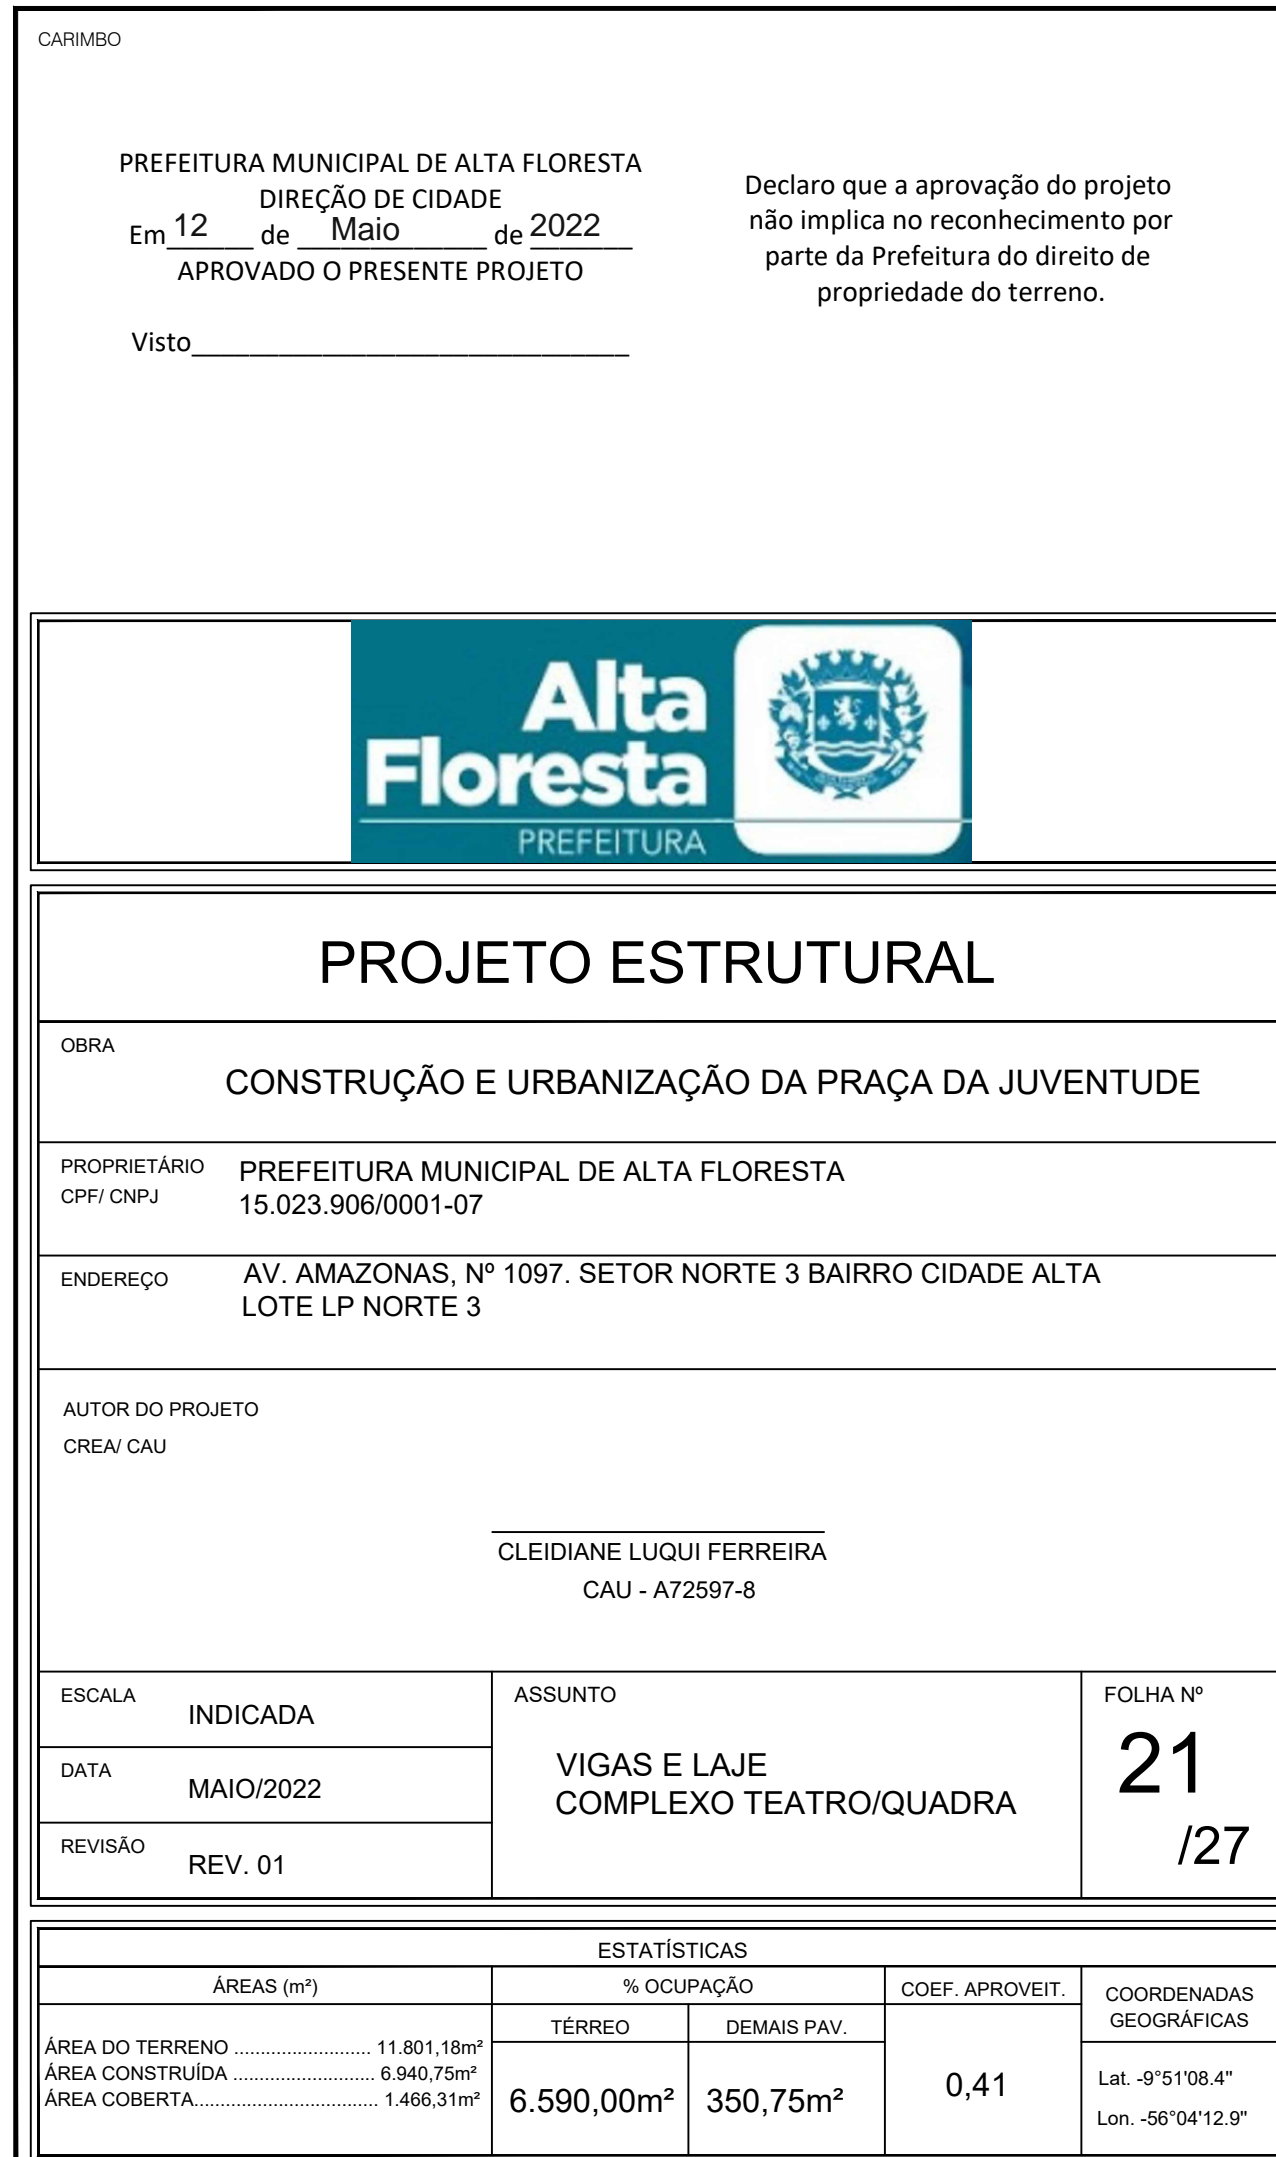 CARIMBO
PREFEITURA MUNICIPAL DE ALTA FLORESTA
DIREÇÃO DE CIDADE
Em 12 de Maio de 2022
APROVADO O PRESENTE PROJETO
Visto______________________________
Declaro que a aprovação do projeto
não implica no reconhecimento por
parte da Prefeitura do direito de
propriedade do terreno.
Alta
Floresta
PREFEITURA
PROJETO ESTRUTURAL
OBRA
CONSTRUÇÃO E URBANIZAÇÃO DA PRAÇA DA JUVENTUDE
PROPRIETÁRIO
CPF/ CNPJ
PREFEITURA MUNICIPAL DE ALTA FLORESTA
15.023.906/0001-07
ENDEREÇO
AV. AMAZONAS, Nº 1097. SETOR NORTE 3 BAIRRO CIDADE ALTA
LOTE LP NORTE 3
AUTOR DO PROJETO
CREA/ CAU
CLEIDIANE LUQUI FERREIRA
CAU - A72597-8
ESCALA
INDICADA
DATA
MAIO/2022
REVISÃO
REV. 01
ASSUNTO
VIGAS E LAJE
COMPLEXO TEATRO/QUADRA
FOLHA Nº
21
/27
ESTATÍSTICAS
ÁREAS (m²)
ÁREA DO TERRENO .......................... 11.801,18m²
ÁREA CONSTRUÍDA ........................... 6.940,75m²
ÁREA COBERTA................................... 1.466,31m²
% OCUPAÇÃO
TÉRREO
6.590,00m²
DEMAIS PAV.
350,75m²
COEF. APROVEIT.
0,41
COORDENADAS
GEOGRÁFICAS
Lat. -9°51'08.4"
Lon. -56°04'12.9"